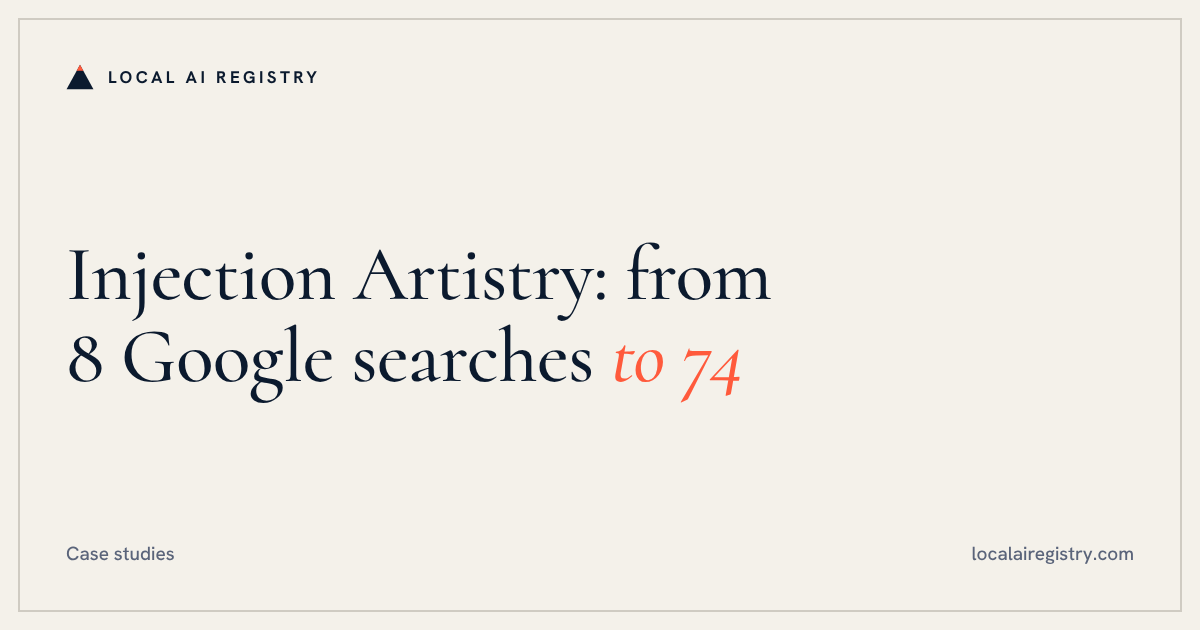 LOCAL AI REGISTRY
Injection Artistry: from
8 Google searches to 74
Case studies
localairegistry.com